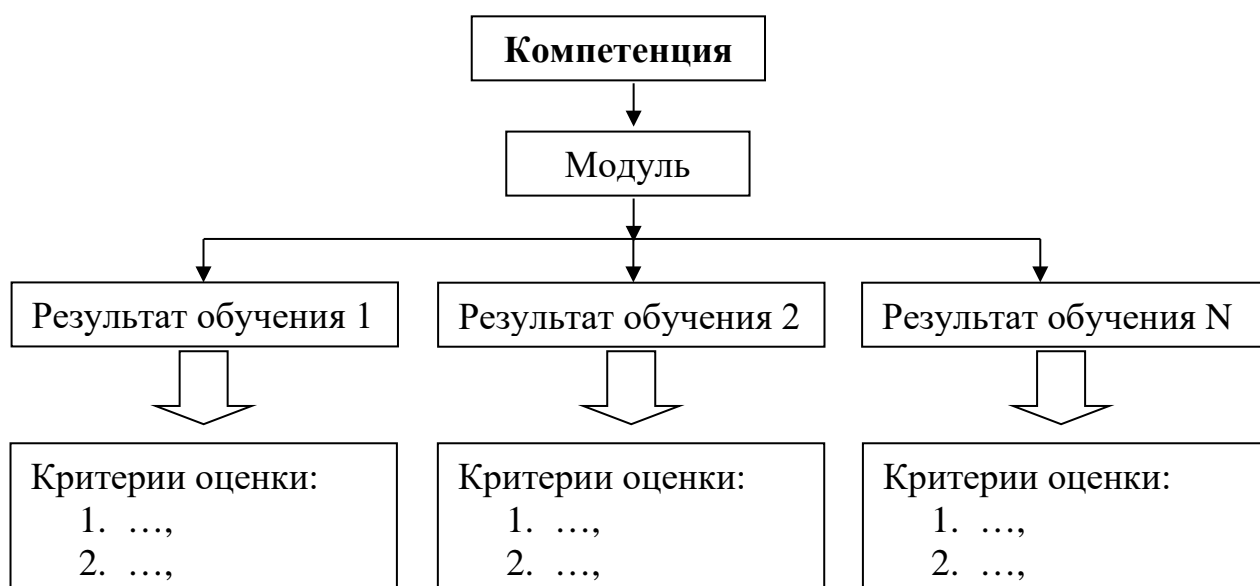 Компетенция
Модуль
Результат обучения 1
Результат обучения 2
Результат обучения N
Критерии оценки:
1. …,
2. …,
Критерии оценки:
1. …,
2. …,
Критерии оценки:
1. …,
2. …,